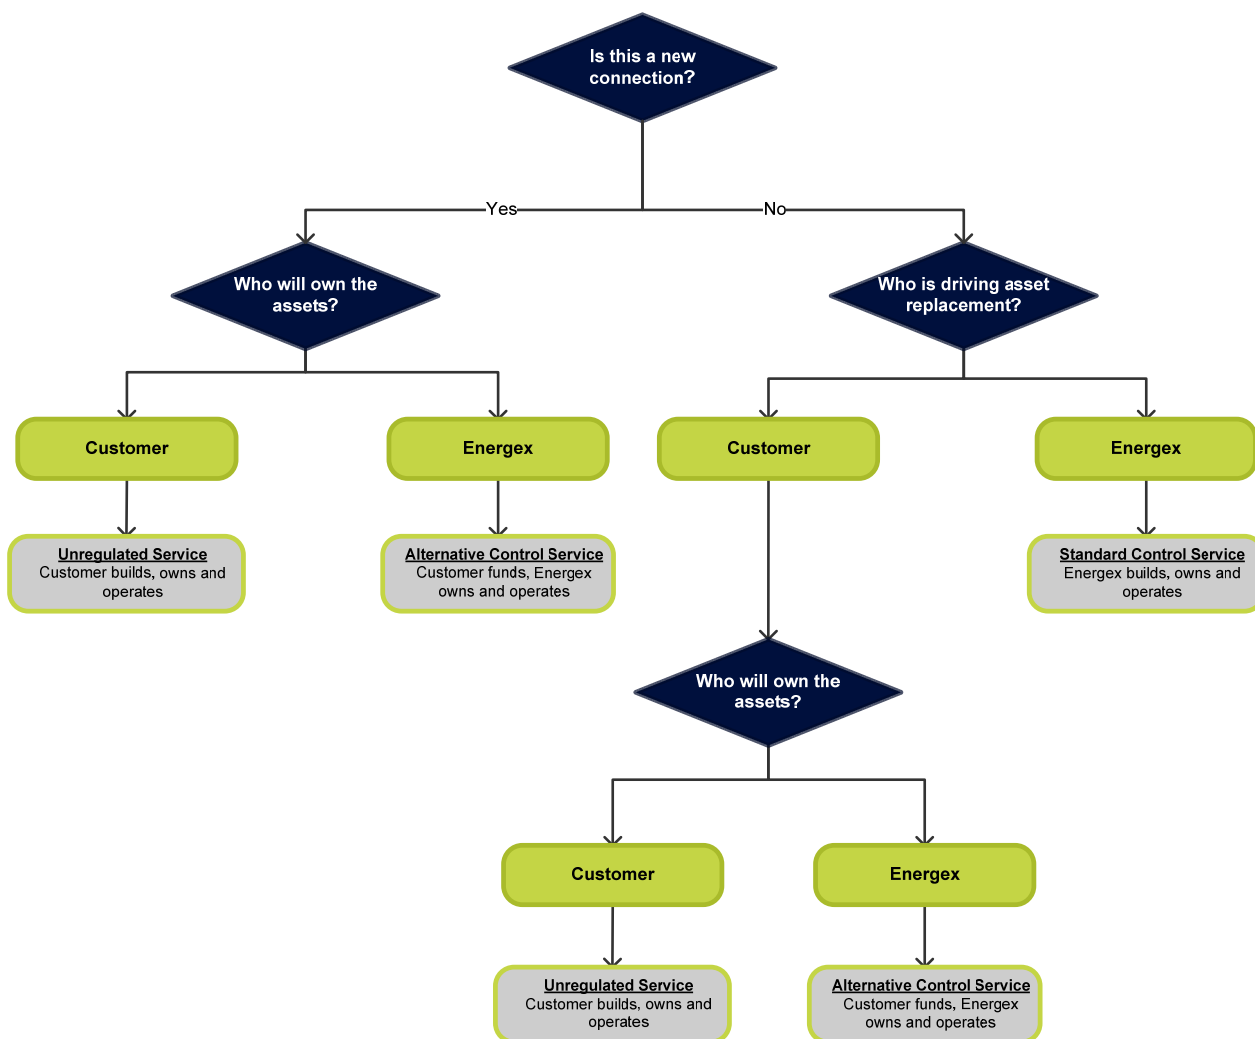 Is this a new
connection?
Yes
No
Who will own the
assets?
Who is driving asset
replacement?
Customer
Energex
Customer
Energex
Unregulated Service
Customer builds, owns and
operates
Alternative Control Service
Customer funds, Energex
owns and operates
Standard Control Service
Energex builds, owns and
operates
Who will own the
assets?
Customer
Energex
Unregulated Service
Customer builds, owns and
operates
Alternative Control Service
Customer funds, Energex
owns and operates